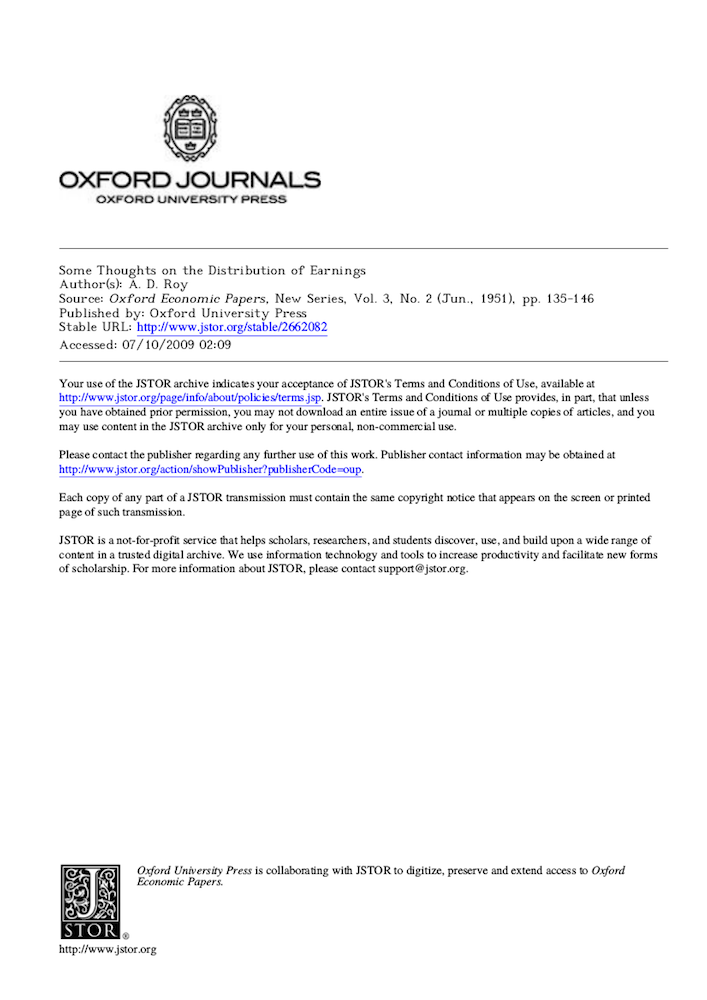 OXFORD JOURNALS
OXFORD UNIVERSITY PRESS
Some Thoughts on the Distribution of Earnings
Author(s): A. D. Roy
Source: Oxford Economic Papers, New Series, Vol. 3, No. 2 (Jun., 1951), pp. 135-146
Published by: Oxford University Press
Stable URL: http://www.jstor.org/stable/2662082
Accessed: 07/10/2009 02:09
Your use of the JSTOR archive indicates your acceptance of JSTOR's Terms and Conditions of Use, available at
http://www.jstor.org/page/info/about/policies/terms.jsp. JSTOR's Terms and Conditions of Use provides, in part, that unless
you have obtained prior permission, you may not download an entire issue of a journal or multiple copies of articles, and you
may use content in the JSTOR archive only for your personal, non-commercial use.
Please contact the publisher regarding any further use of this work. Publisher contact information may be obtained at
http://www.jstor.org/action/showPublisher?publisherCode=oup.
Each copy of any part of a JSTOR transmission must contain the same copyright notice that appears on the screen or printed
page of such transmission.
JSTOR is a not-for-profit service that helps scholars, researchers, and students discover, use, and build upon a wide range of
content in a trusted digital archive. We use information technology and tools to increase productivity and facilitate new forms
of scholarship. For more information about JSTOR, please contact support@jstor.org.
Oxford University Press is collaborating with JSTOR to digitize, preserve and extend access to Oxford
Economic Papers.
J
STOR ®
http://www.jstor.org